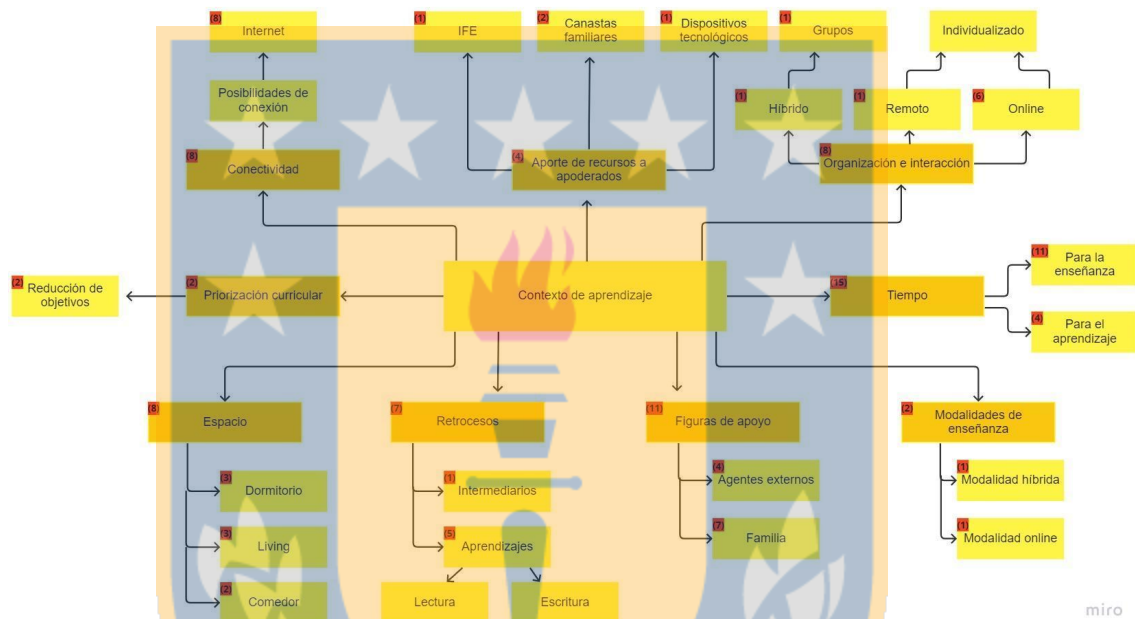 (8) Internet
(1) IFE
(2) Canastas
familiares
(1) Dispositivos
tecnológicos
(1) Grupos
Individualizado
Posibilidades de
conexión
(1) Híbrido
(1) Remoto
(6) Online
(8) Conectividad
(4) Aporte de recursos a
apoderados
(8) Organización e interacción
(2) Reducción de
objetivos
(2) Priorización curricular
Contexto de aprendizaje
(15) Tiempo
(11) Para la
enseñanza
(4) Para el
aprendizaje
(8) Espacio
(7) Retrocesos
(11) Figuras de apoyo
(2) Modalidades de
enseñanza
(3) Dormitorio
(1) Intermediarios
(4) Agentes externos
(1) Modalidad híbrida
(3) Living
(5) Aprendizajes
(7) Familia
(1) Modalidad online
(2) Comedor
Lectura
Escritura
miro